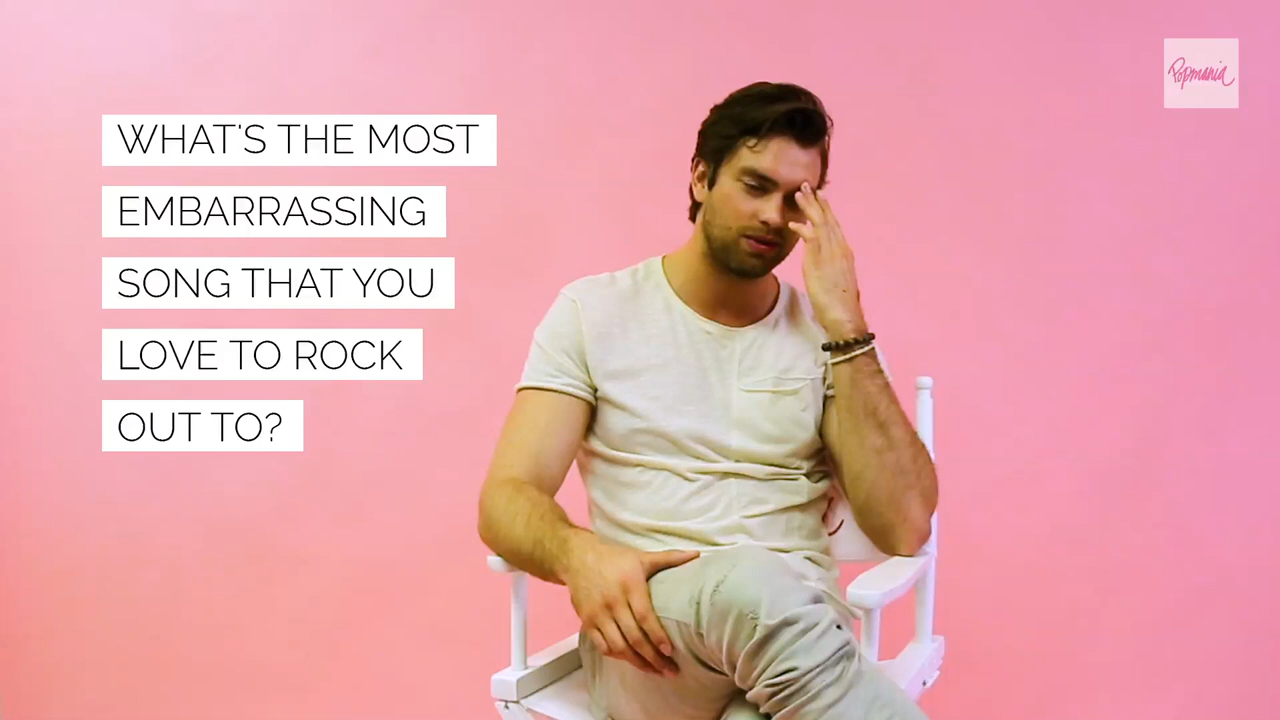 WHAT'S THE MOST
EMBARRASSING
SONG THAT YOU
LOVE TO ROCK
OUT TO?
Popmania